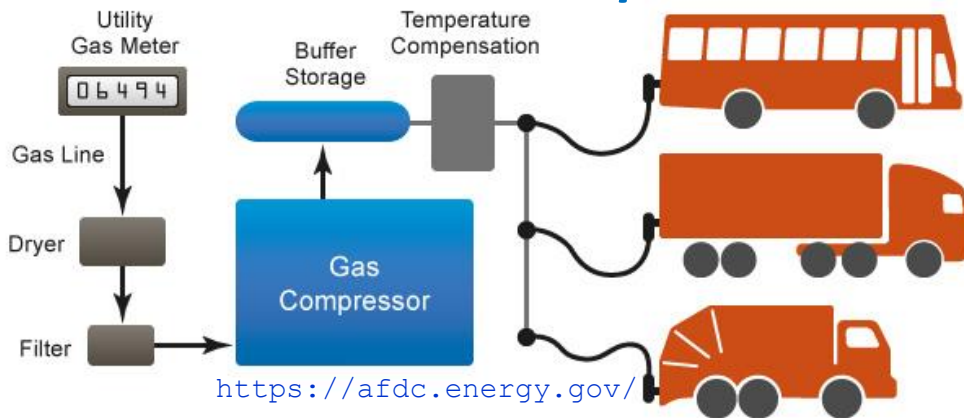 Utility
Gas Meter
06494
Gas Line
Dryer
Filter
Buffer
Storage
Temperature
Compensation
Gas
Compressor
https://afdc.energy.gov/